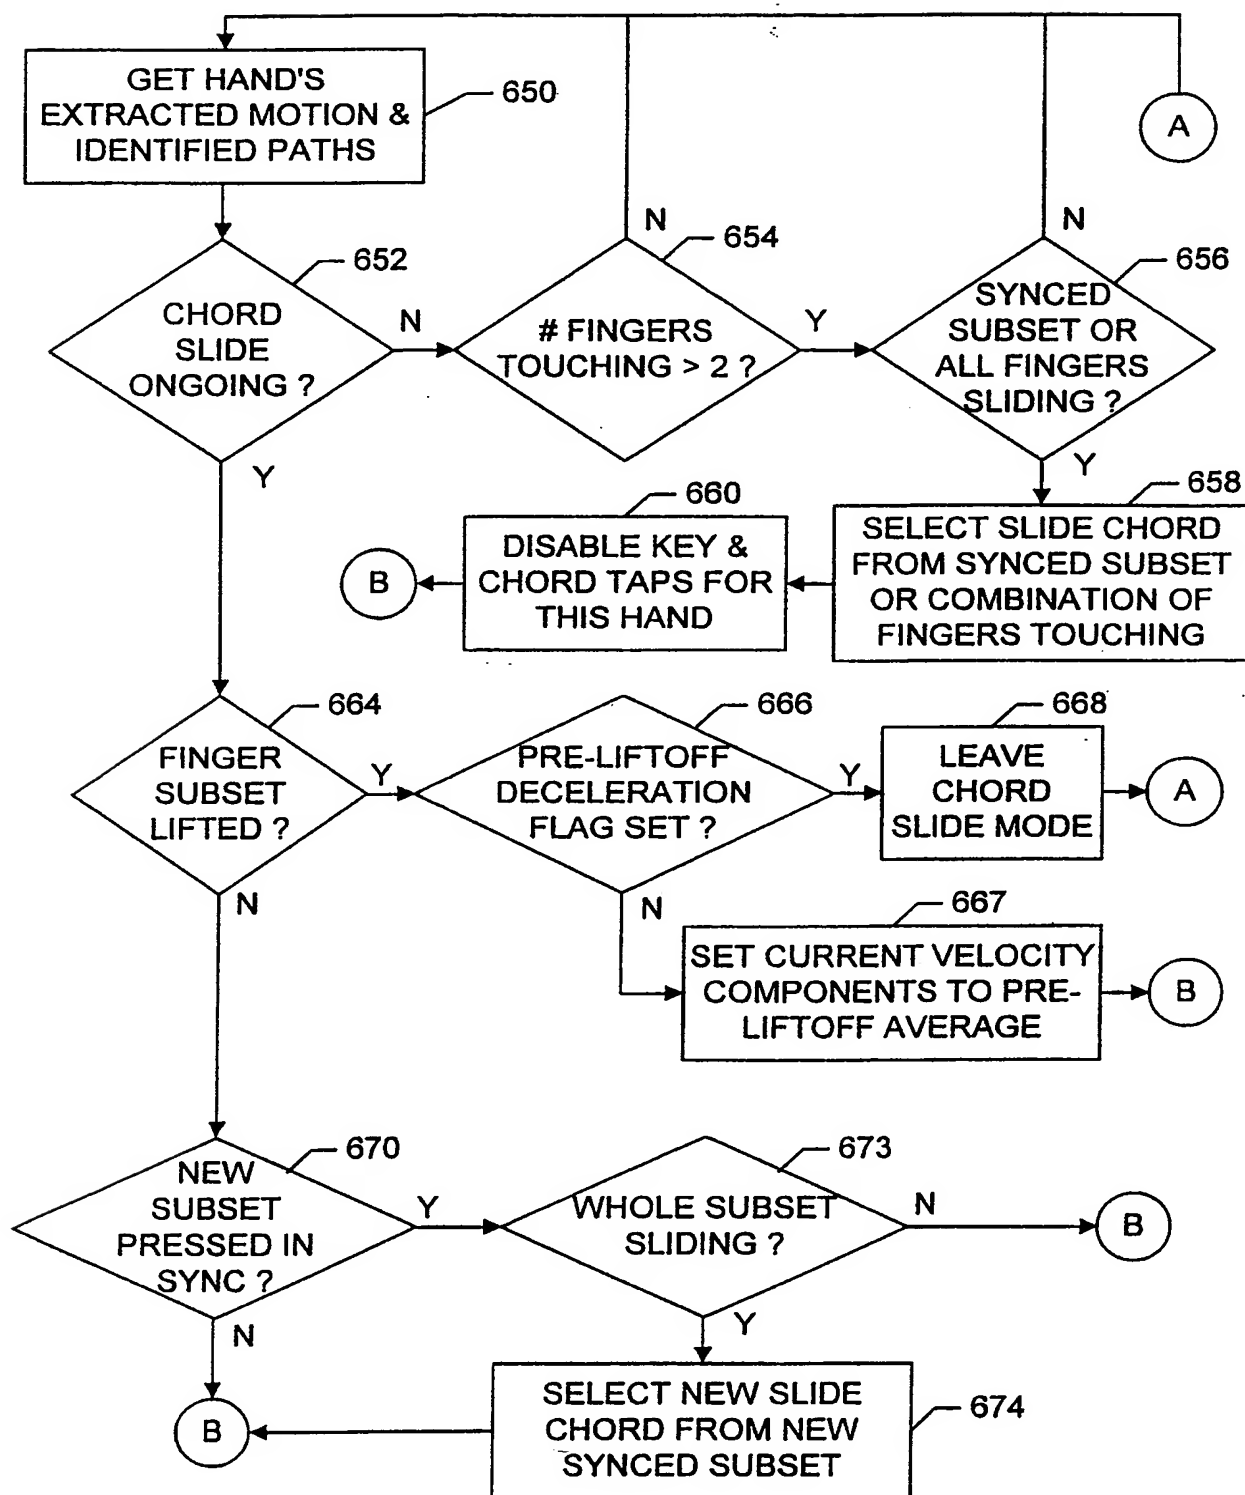 GET HAND'S
EXTRACTED MOTION &
IDENTIFIED PATHS
650
A
CHORD
SLIDE
ONGOING ?
652
N
Y
# FINGERS
TOUCHING > 2 ?
654
N
Y
SYNCED
SUBSET OR
ALL FINGERS
SLIDING ?
656
N
Y
SELECT SLIDE CHORD
FROM SYNCED SUBSET
OR COMBINATION OF
FINGERS TOUCHING
658
DISABLE KEY &
CHORD TAPS FOR
THIS HAND
660
B
FINGER
SUBSET
LIFTED ?
664
Y
N
PRE-LIFTOFF
DECELERATION
FLAG SET ?
666
Y
N
LEAVE
CHORD
SLIDE MODE
668
A
SET CURRENT VELOCITY
COMPONENTS TO PRE-
LIFTOFF AVERAGE
667
B
NEW
SUBSET
PRESSED IN
SYNC ?
670
Y
N
WHOLE SUBSET
SLIDING ?
673
N
Y
B
SELECT NEW SLIDE
CHORD FROM NEW
SYNCED SUBSET
674
B